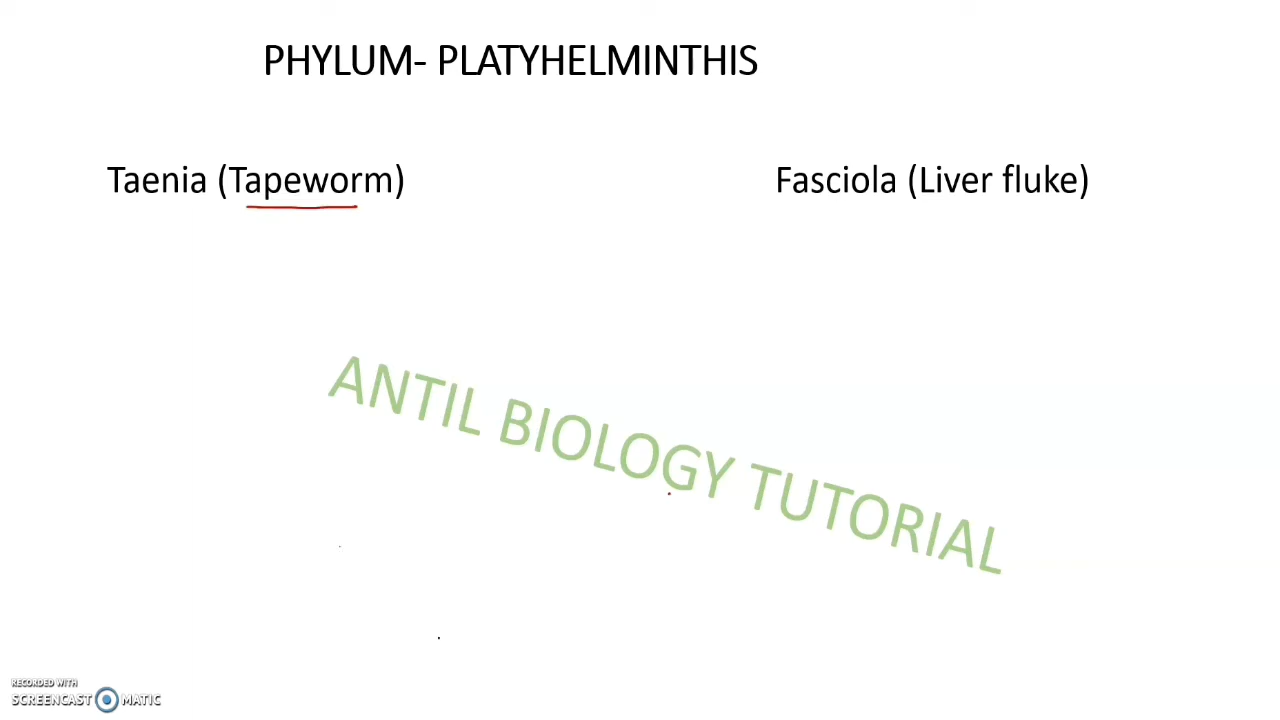 PHYLUM- PLATYHELMINTHIS
Taenia (Tapeworm)
Fasciola (Liver fluke)
ANTIL BIOLOGY TUTORIAL
RECORDED WITH
SCREENCAST MATIC